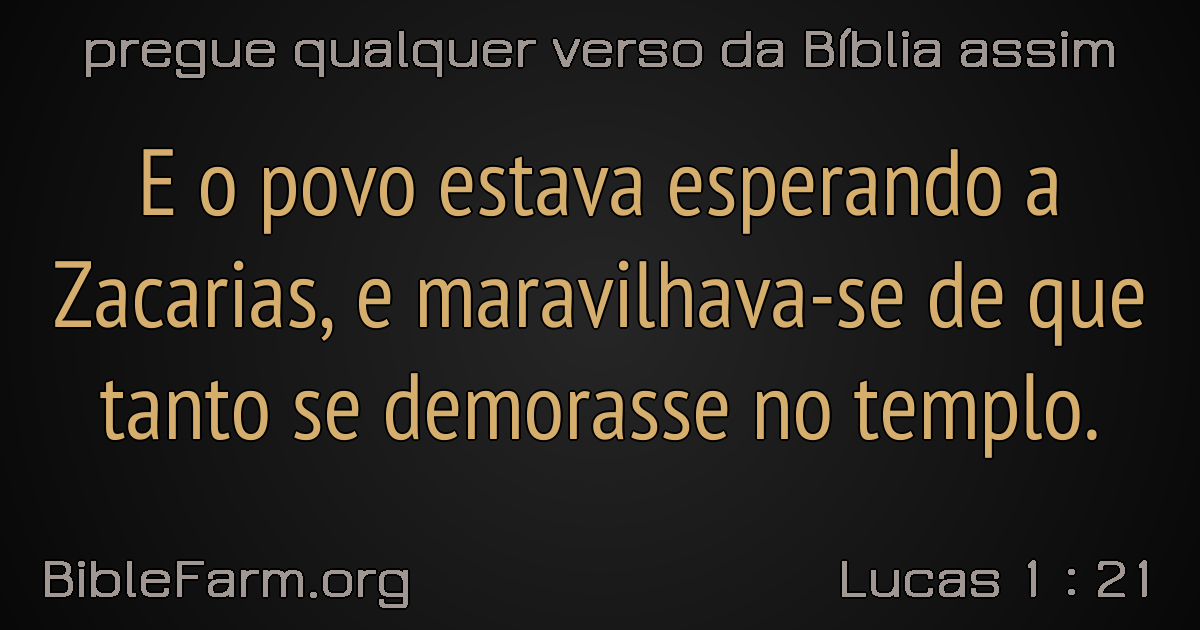 pregue qualquer verso da Bíblia assim
E o povo estava esperando a
Zacarias, e maravilhava-se de que
tanto se demorasse no templo.
BibleFarm.org
Lucas 1 : 21